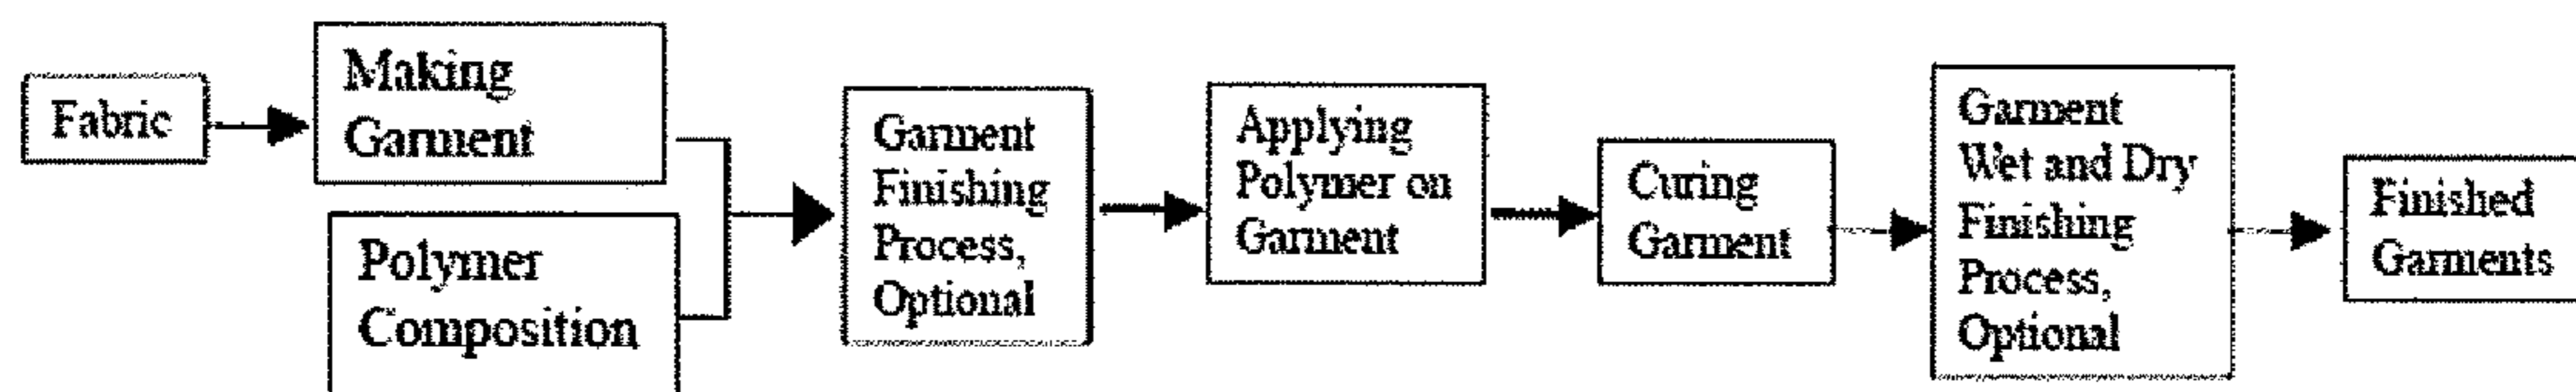 Fabric
Making
Garment
Polymer
Composition
Garment
Finishing
Process,
Optional
Applying
Polymer on
Garment
Curing
Garment
Garment
Wet and Dry
Finishing
Process,
Optional
Finished
Garments